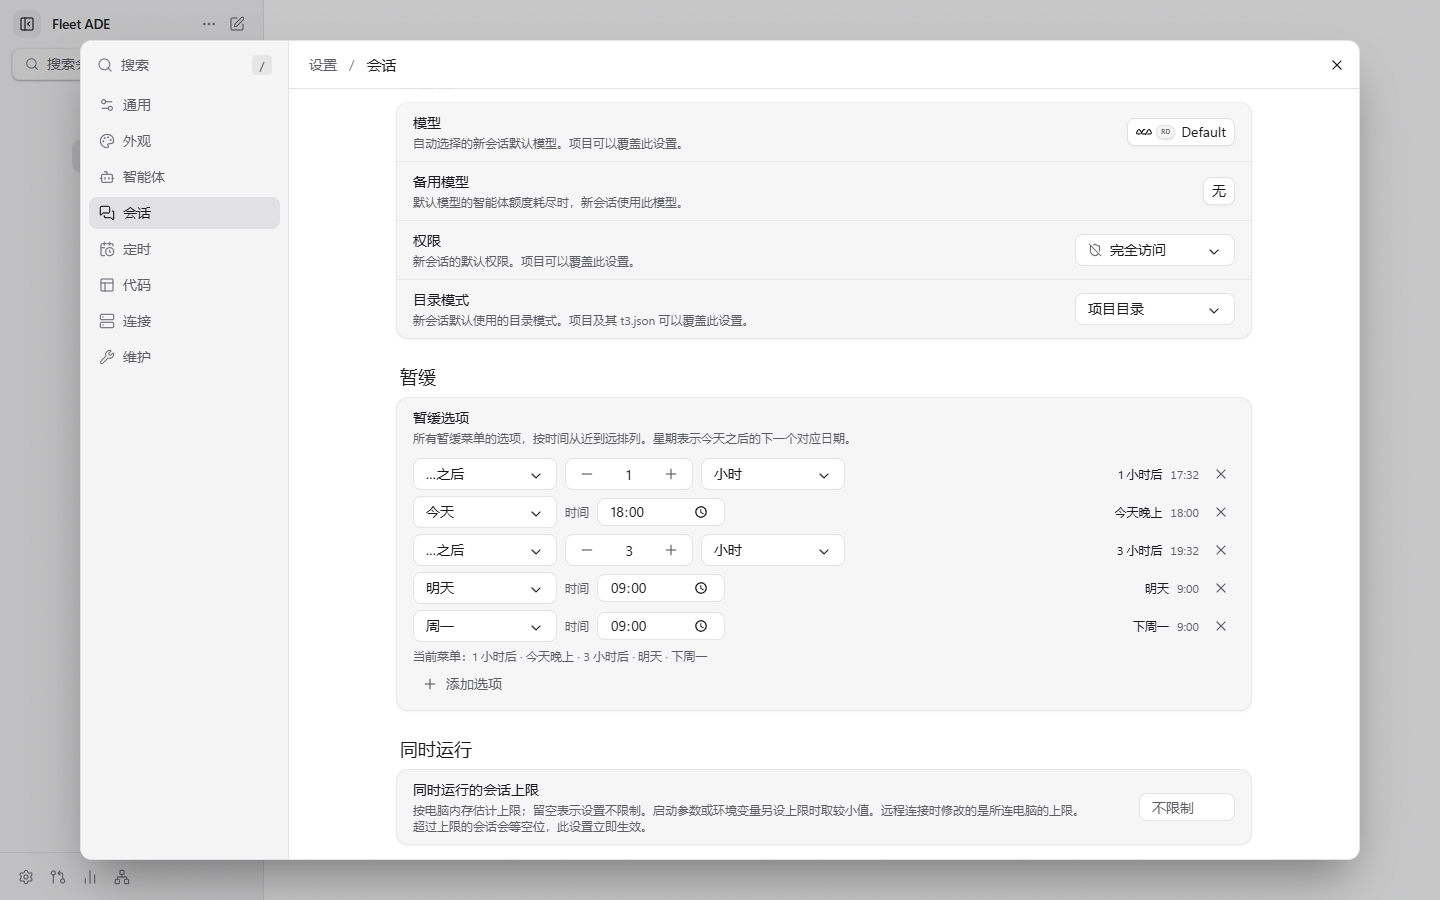 Fleet ADE
搜索
搜索
/
通用
外观
智能体
会话
定时
代码
连接
维护
设置 / 会话
模型
自动选择的新会话默认模型。项目可以覆盖此设置。
RD Default
备用模型
默认模型的智能体额度耗尽时，新会话使用此模型。
无
权限
新会话的默认权限。项目可以覆盖此设置。
完全访问
目录模式
新会话默认使用的目录模式。项目及其 t3.json 可以覆盖此设置。
项目目录
暂缓
暂缓选项
所有暂缓菜单的选项，按时间从近到远排列。星期表示今天之后的下一个对应日期。
...之后 1 小时 1 小时后 17:32
今天 时间 18:00 今天晚上 18:00
...之后 3 小时 3 小时后 19:32
明天 时间 09:00 明天 9:00
周一 时间 09:00 下周一 9:00
当前菜单：1 小时后 · 今天晚上 · 3 小时后 · 明天 · 下周一
添加选项
同时运行
同时运行的会话上限
按电脑内存估计上限；留空表示设置不限制。启动参数或环境变量另设上限时取较小值。远程连接时修改的是所连电脑的上限。
超过上限的会话会等空位，此设置立即生效。
不限制